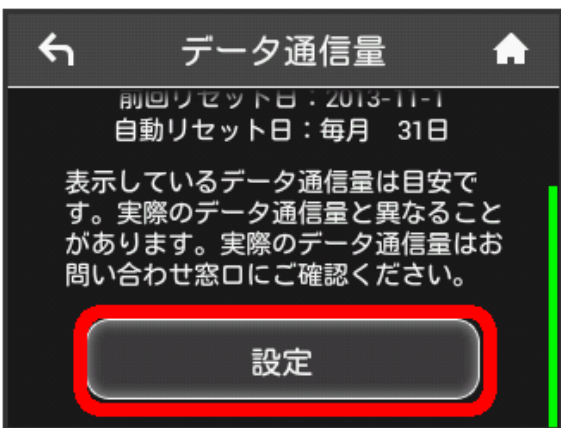 データ通信量
前回リセット日：2013-11-1
自動リセット日：毎月 31日
表示しているデータ通信量は目安で
す。実際のデータ通信量と異なること
があります。実際のデータ通信量はお
問い合わせ窓口にご確認ください。
設定